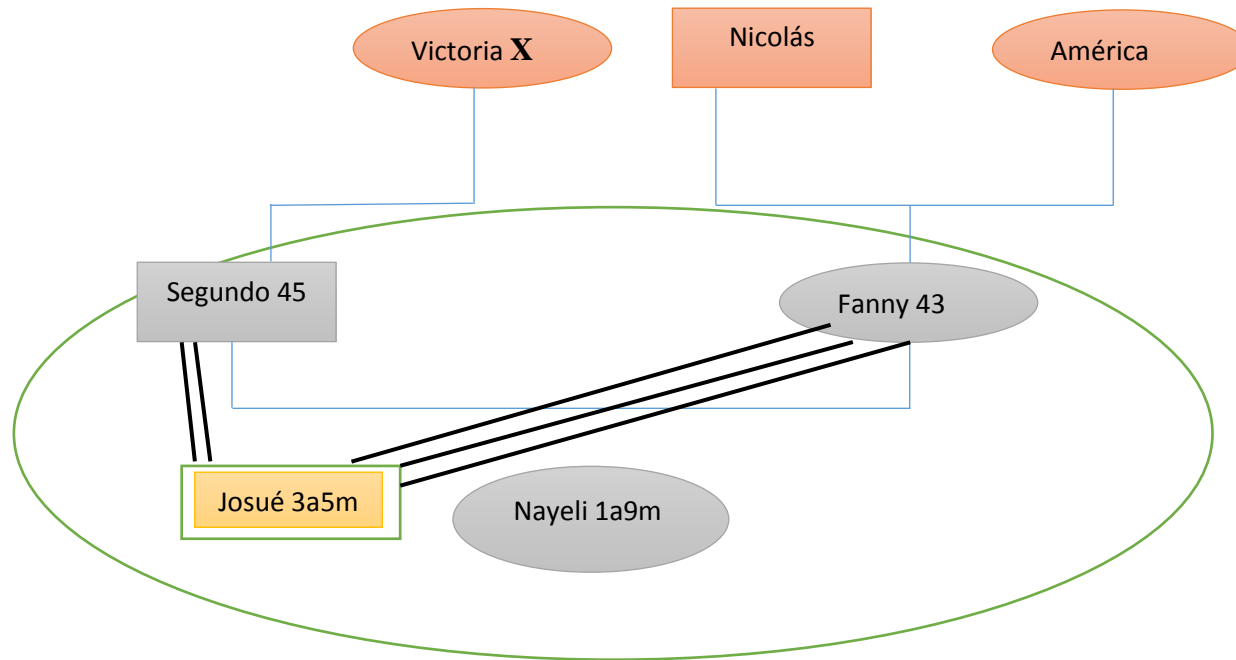 Victoria X
Nicolás
América
Segundo 45
Fanny 43
Josué 3a5m
Nayeli 1a9m